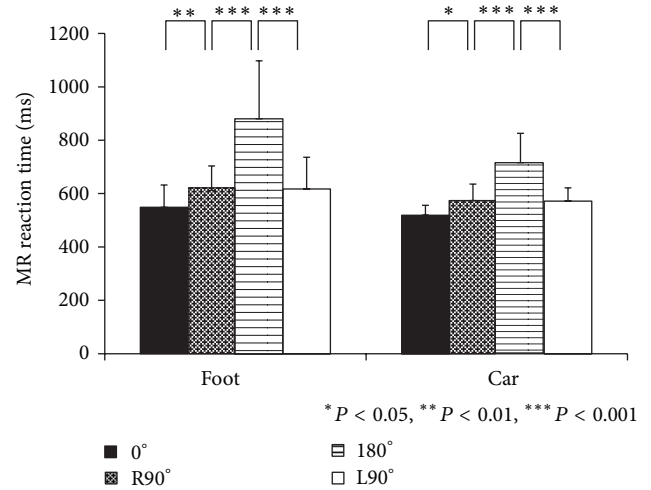 ** *** *** * *** ***
1200
1000
800
600
400
200
0
MR reaction time (ms)
Foot Car
*P < 0.05, **P < 0.01, ***P < 0.001
0° 180°
R90° L90°